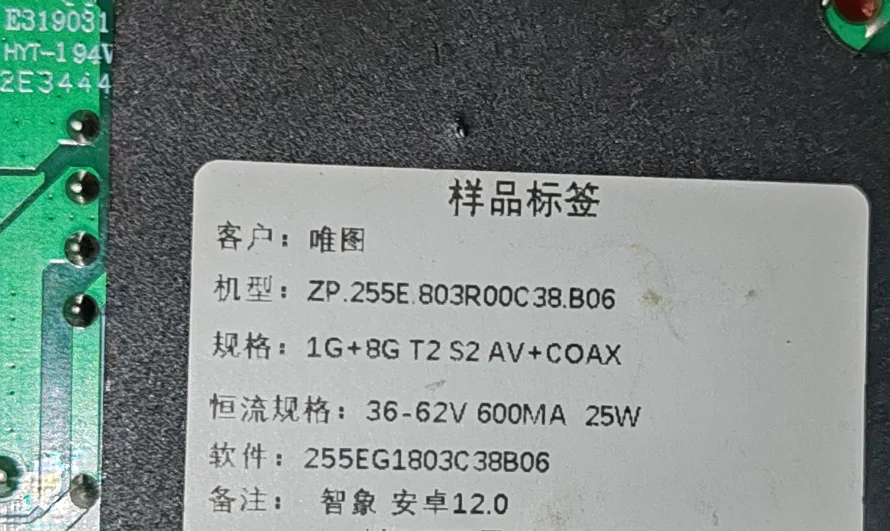 E319031
HYT-194V
2E3444
样品标签
客户：唯图
机型：ZP.255E.803R00C38.B06
规格：1G+8G T2 S2 AV+COAX
恒流规格：36-62V 600MA 25W
软件：255EG1803C38B06
备注： 智象 安卓12.0